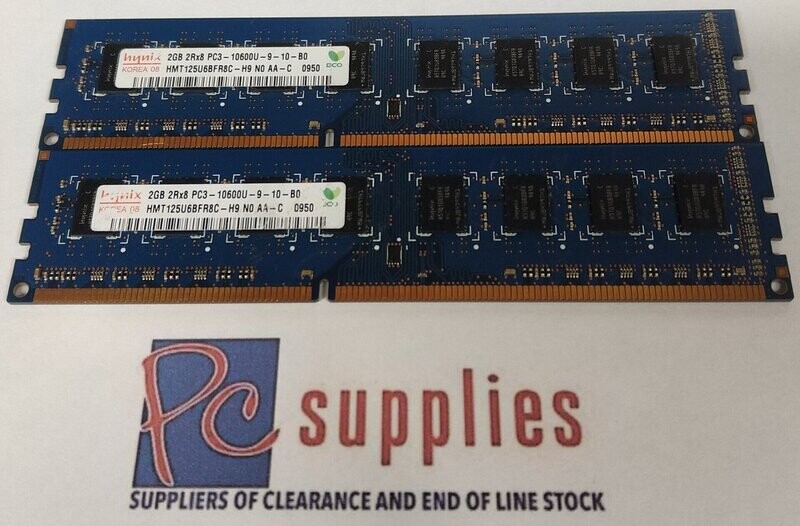 hynix 2GB 2Rx8 PC3-10600U-9-10-B0
KOREA 08 HMT125U6BFR8C-H9 N0 AA-C 0950
ECO
hynix 2GB 2Rx8 PC3-10600U-9-10-B0
KOREA 08 HMT125U6BFR8C-H9 N0 AA-C 0950
PC supplies
SUPPLIERS OF CLEARANCE AND END OF LINE STOCK